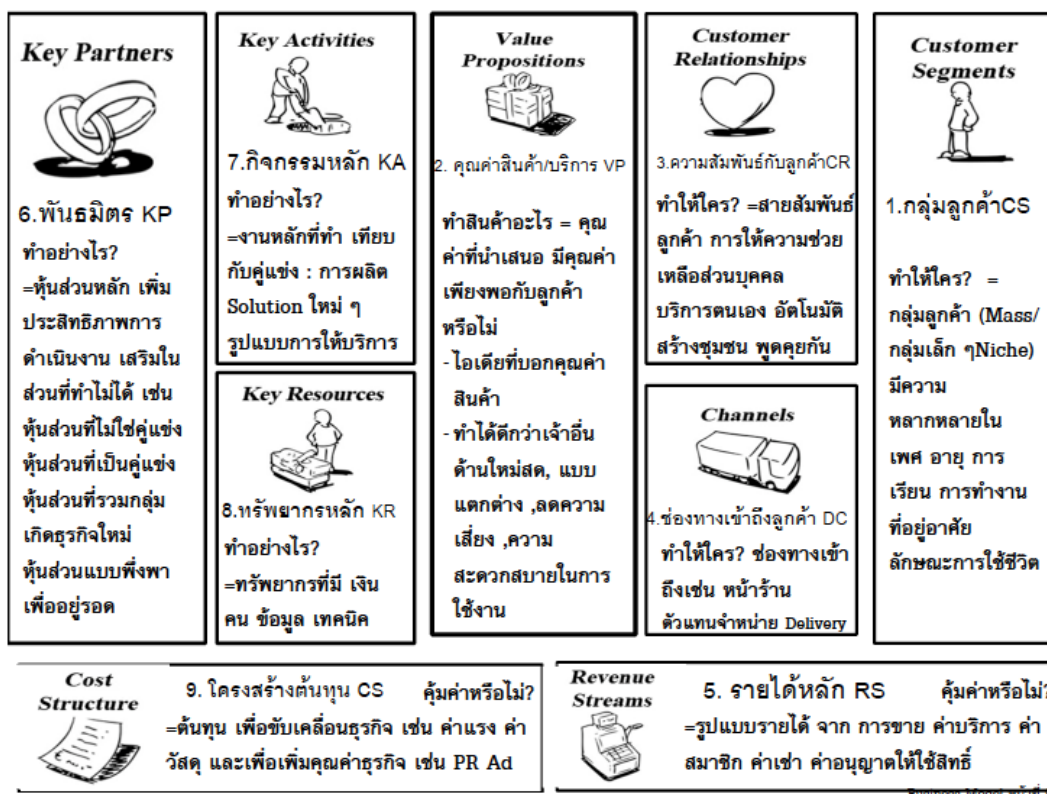 Key Partners
6.พันธมิตร KP
ทำอย่างไร?
=หุ้นส่วนหลัก เพิ่ม
ประสิทธิภาพการ
ดำเนินงาน เสริมใน
ส่วนที่ทำไม่ได้ เช่น
หุ้นส่วนที่ไม่ใช่คู่แข่ง
หุ้นส่วนที่เป็นคู่แข่ง
หุ้นส่วนที่รวมกลุ่ม
เกิดธุรกิจใหม่
หุ้นส่วนแบบพึ่งพา
เพื่ออยู่รอด
Key Activities
7.กิจกรรมหลัก KA
ทำอย่างไร?
=งานหลักที่ทำ เทียบ
กับคู่แข่ง : การผลิต
Solution ใหม่ ๆ
รูปแบบการให้บริการ
Key Resources
8.ทรัพยากรหลัก KR
ทำอย่างไร?
=ทรัพยากรที่มี เงิน
คน ข้อมูล เทคนิค
Value
Propositions
2. คุณค่าสินค้า/บริการ VP
ทำสินค้าอะไร = คุณ
ค่าที่นำเสนอ มีคุณค่า
เพียงพอกับลูกค้า
หรือไม่
- ไอเดียที่บอกคุณค่า
สินค้า
- ทำได้ดีกว่าเจ้าอื่น
ด้านใหม่สด, แบบ
แตกต่าง ,ลดความ
เสี่ยง ,ความ
สะดวกสบายในการ
ใช้งาน
Customer
Relationships
3.ความสัมพันธ์กับลูกค้าCR
ทำให้ใคร? =สายสัมพันธ์
ลูกค้า การให้ความช่วย
เหลือส่วนบุคคล
บริการตนเอง อัตโนมัติ
สร้างชุมชน พูดคุยกัน
Channels
4.ช่องทางเข้าถึงลูกค้า DC
ทำให้ใคร? ช่องทางเข้า
ถึงเช่น หน้าร้าน
ตัวแทนจำหน่าย Delivery
Customer
Segments
1.กลุ่มลูกค้าCS
ทำให้ใคร? =
กลุ่มลูกค้า (Mass/
กลุ่มเล็ก ๆNiche)
มีความ
หลากหลายใน
เพศ อายุ การ
เรียน การทำงาน
ที่อยู่อาศัย
ลักษณะการใช้ชีวิต
Cost
Structure
9. โครงสร้างต้นทุน CS คุ้มค่าหรือไม่?
=ต้นทุน เพื่อขับเคลื่อนธุรกิจ เช่น ค่าแรง ค่า
วัสดุ และเพื่อเพิ่มคุณค่าธุรกิจ เช่น PR Ad
Revenue
Streams
5. รายได้หลัก RS คุ้มค่าหรือไม่?
=รูปแบบรายได้ จาก การขาย ค่าบริการ ค่า
สมาชิก ค่าเช่า ค่าอนุญาตให้ใช้สิทธิ์